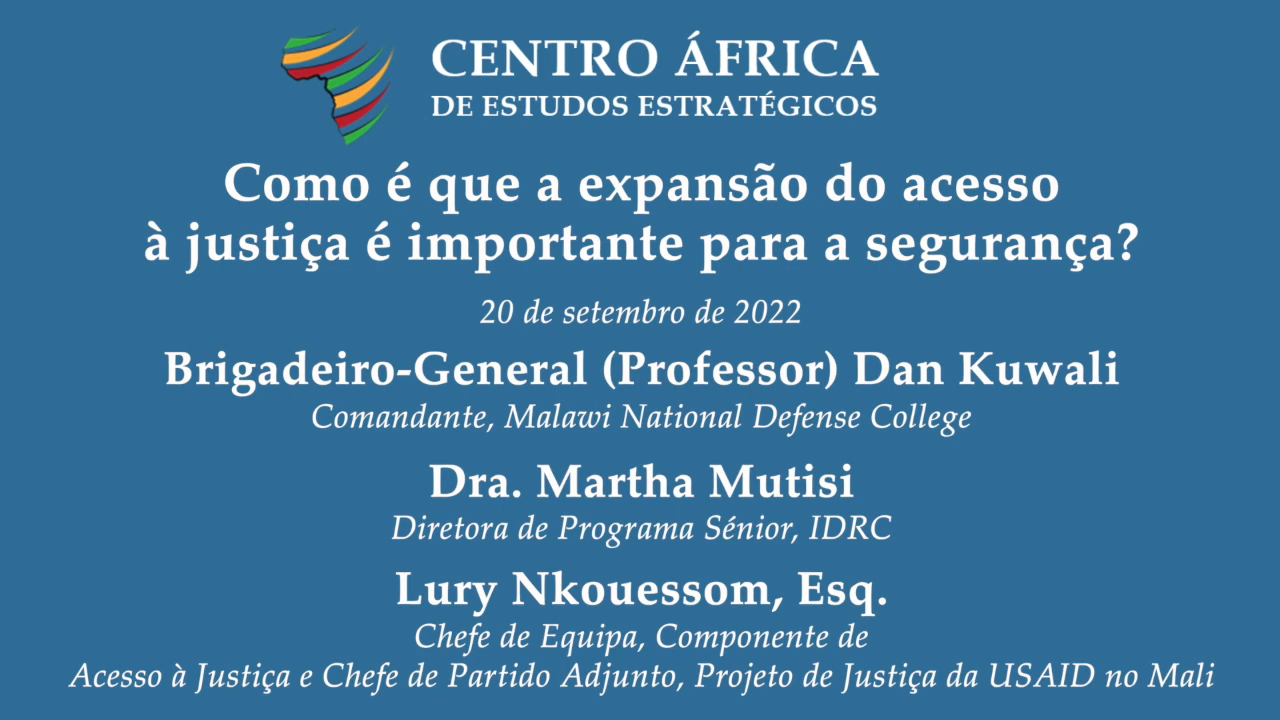 CENTRO ÁFRICA
DE ESTUDOS ESTRATÉGICOS
Como é que a expansão do acesso
à justiça é importante para a segurança?
20 de setembro de 2022
Brigadeiro-General (Professor) Dan Kuwali
Comandante, Malawi National Defense College
Dra. Martha Mutisi
Diretora de Programa Sénior, IDRC
Lury Nkouessom, Esq.
Chefe de Equipa, Componente de
Acesso à Justiça e Chefe de Partido Adjunto, Projeto de Justiça da USAID no Mali